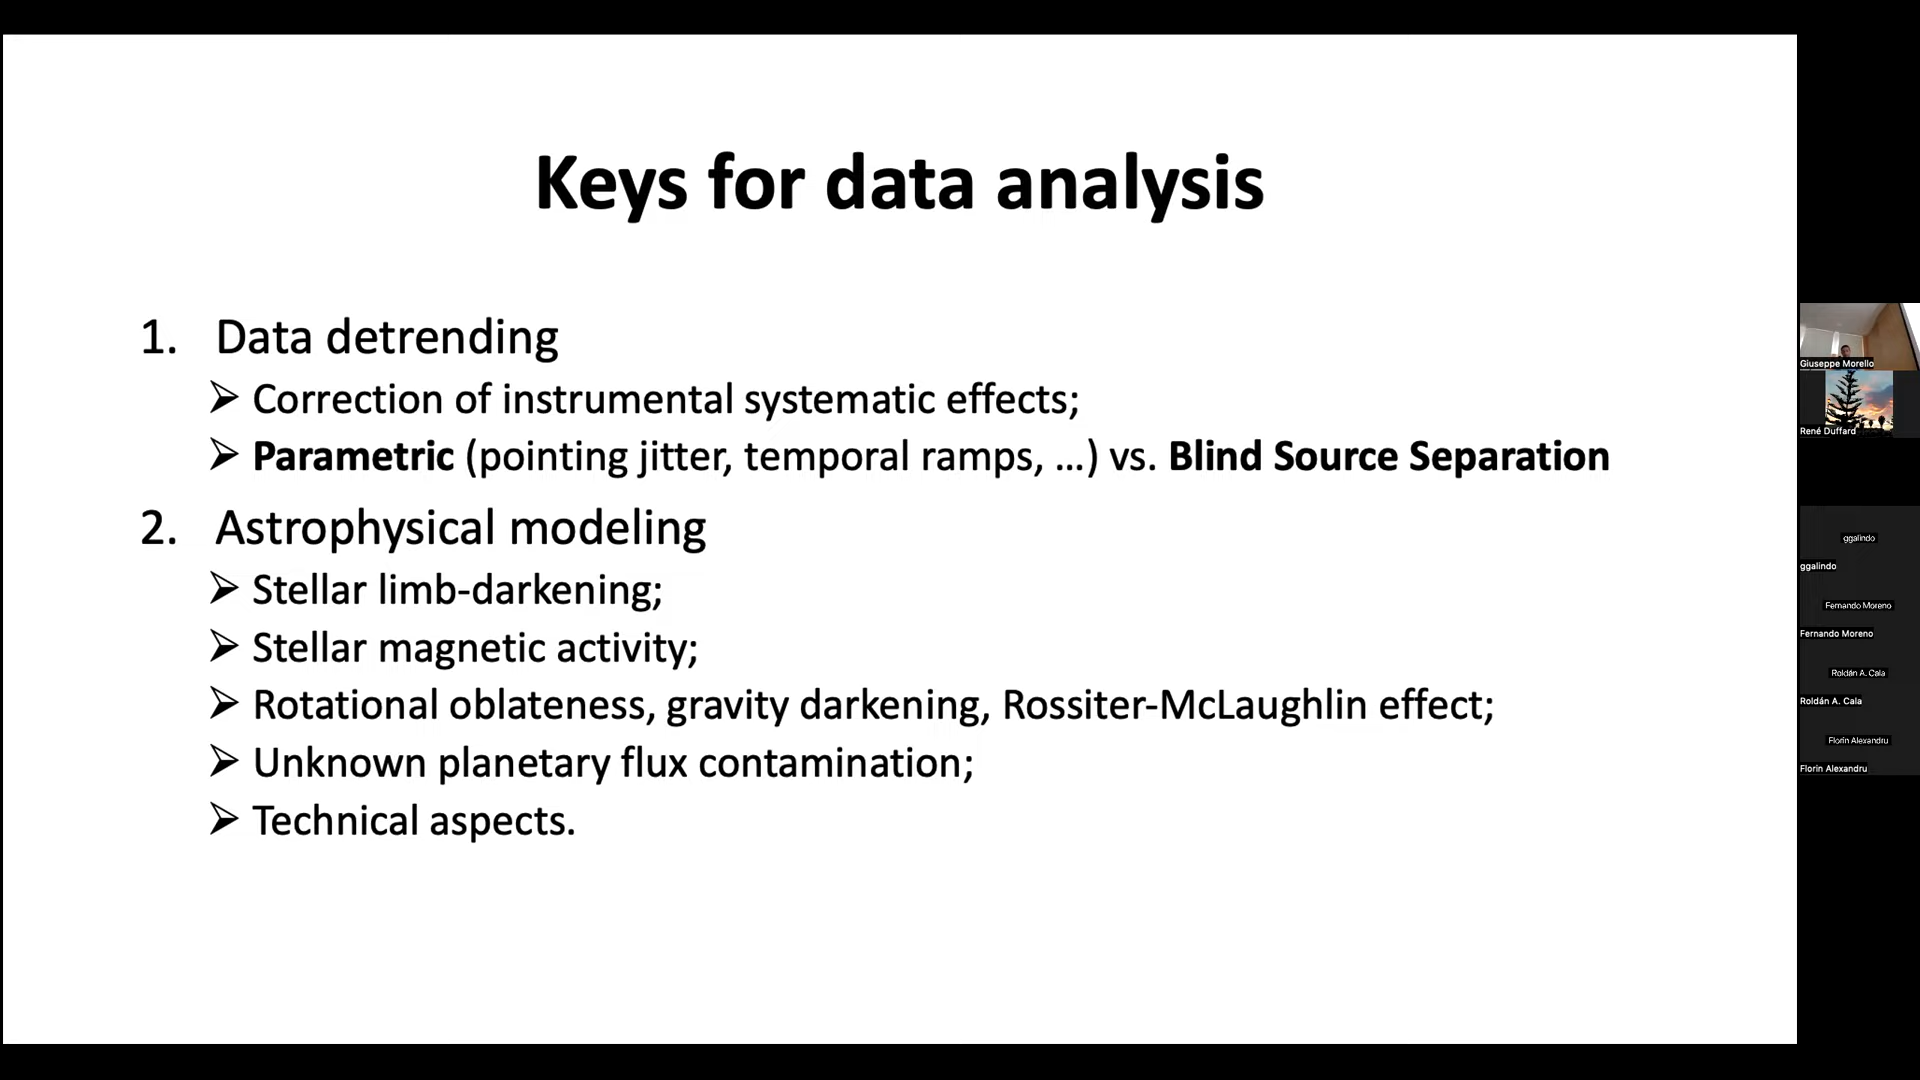 Keys for data analysis
1. Data detrending
➢ Correction of instrumental systematic effects;
➢ Parametric (pointing jitter, temporal ramps, ...) vs. Blind Source Separation
2. Astrophysical modeling
➢ Stellar limb-darkening;
➢ Stellar magnetic activity;
➢ Rotational oblateness, gravity darkening, Rossiter-McLaughlin effect;
➢ Unknown planetary flux contamination;
➢ Technical aspects.
Giuseppe Morello
René Duffard
ggalindo
ggalindo
Fernando Moreno
Fernando Moreno
Roldán A. Cala
Roldán A. Cala
Florin Alexandru
Florin Alexandru